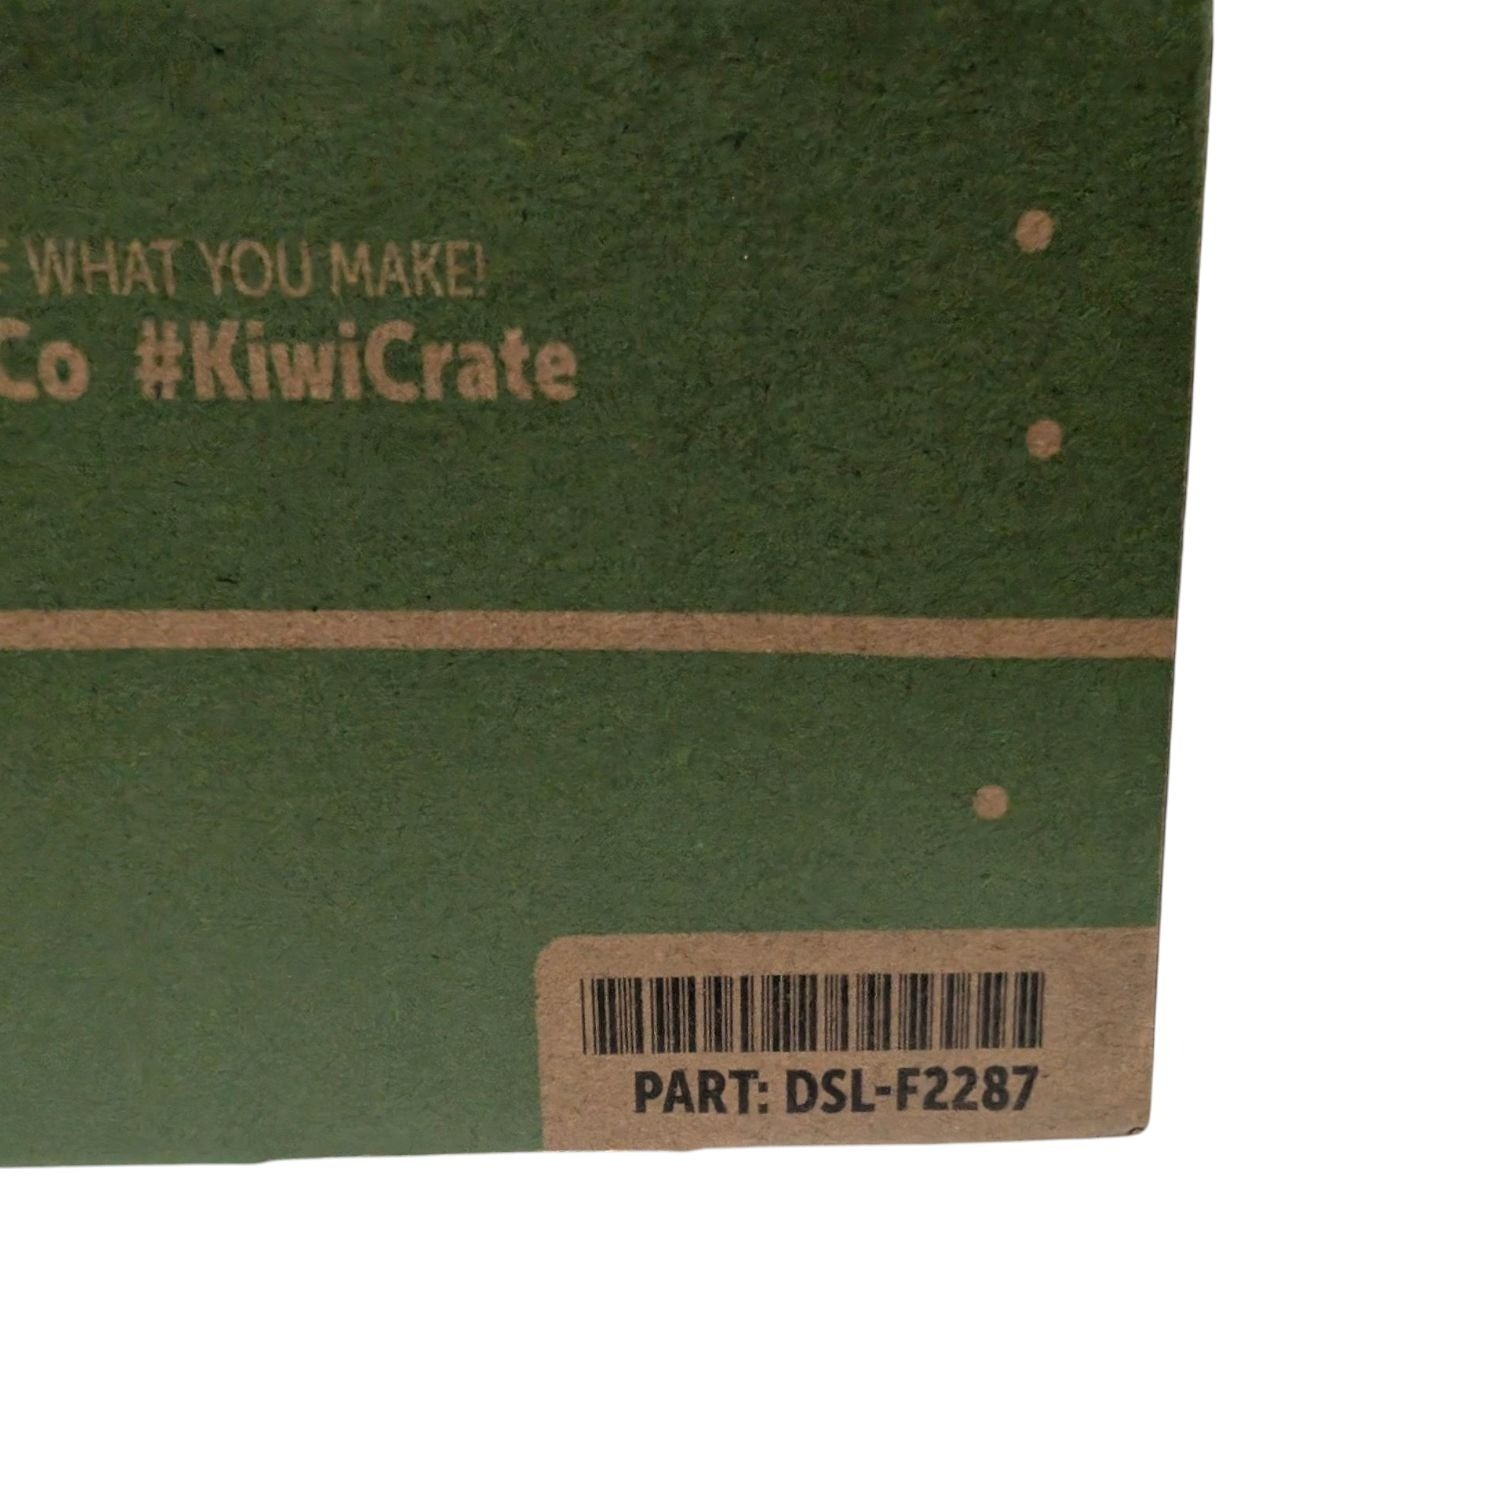 WHAT YOU MAKE!
Co #KiwiCrate
PART: DSL-F2287